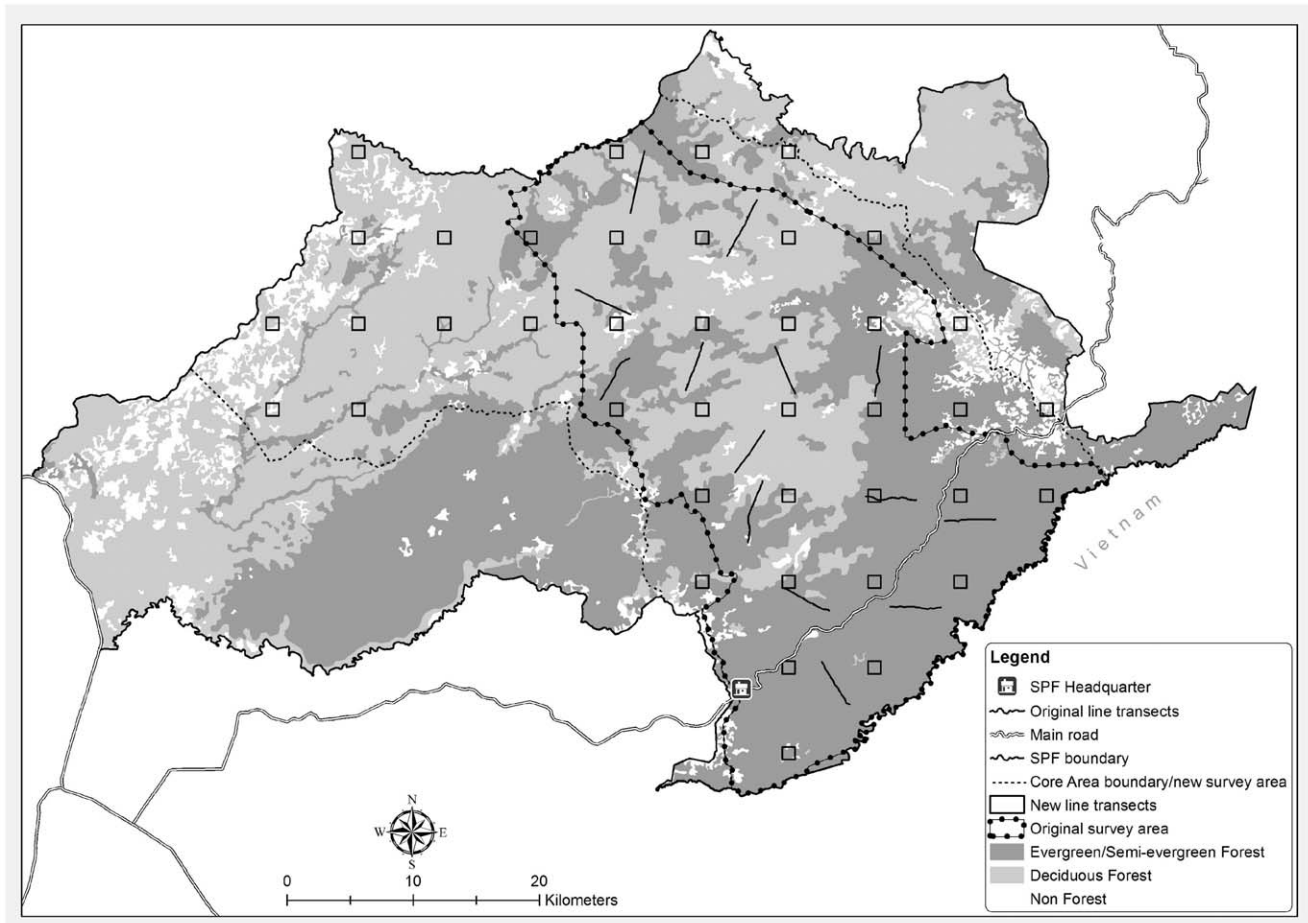 Vietnam
Legend
SPF Headquarter
Original line transects
Main road
SPF boundary
Core Area boundary/new survey area
New line transects
Original survey area
Evergreen/Semi-evergreen Forest
Deciduous Forest
Non Forest
N
W E
S
0 10 20
Kilometers